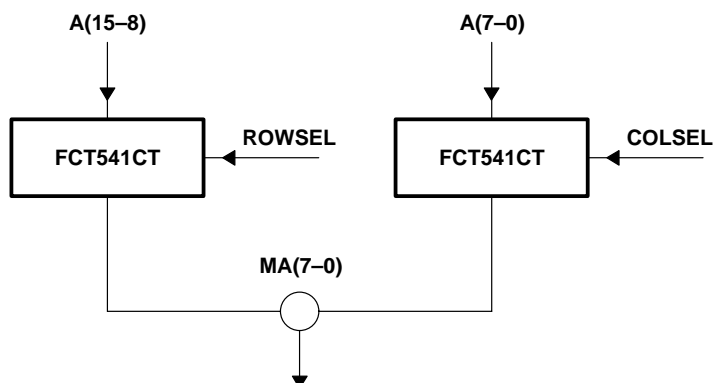 A(15–8)
A(7–0)
FCT541CT
ROWSEL
FCT541CT
COLSEL
MA(7–0)